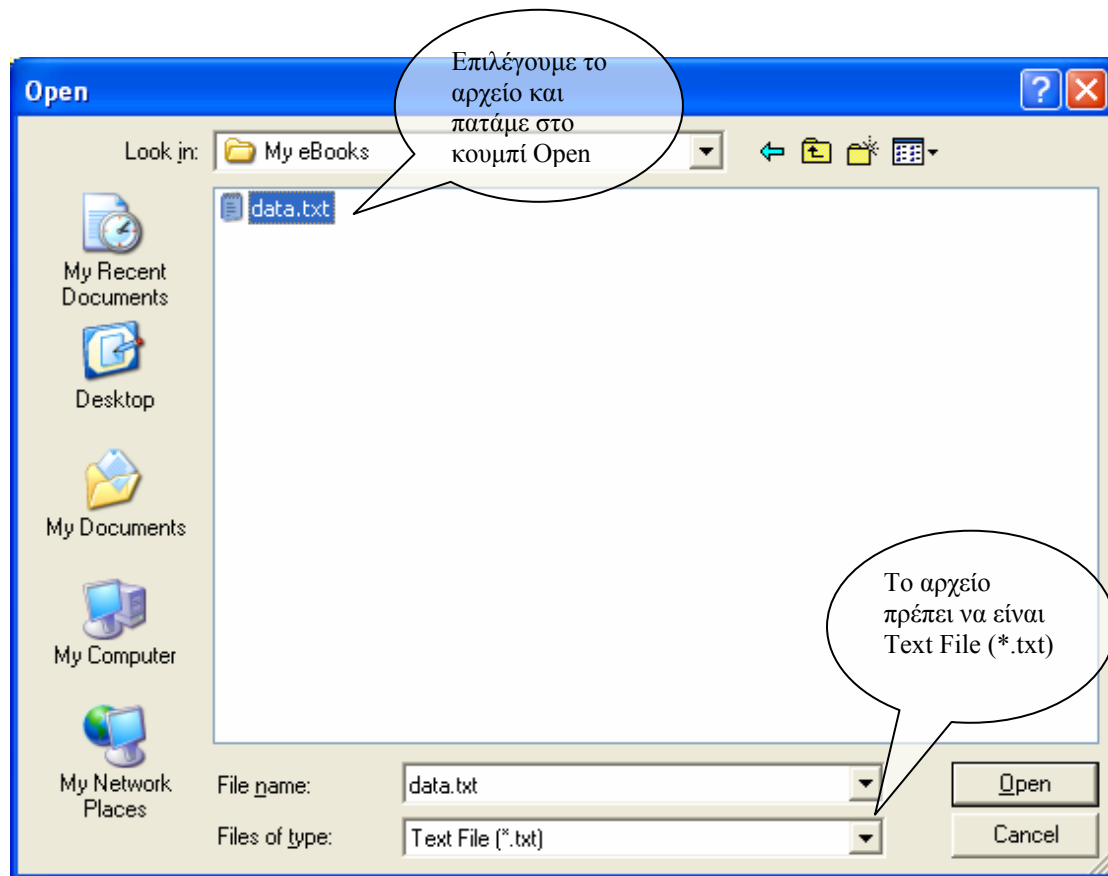 Επιλέγουμε το
αρχείο και
πατάμε στο
κουμπί Open
Open
Look in:
My eBooks
data.txt
My Recent
Documents
Desktop
My Documents
My Computer
My Network
Places
Το αρχείο
πρέπει να είναι
Text File (*.txt)
File name:
data.txt
Open
Files of type:
Text File (*.txt)
Cancel